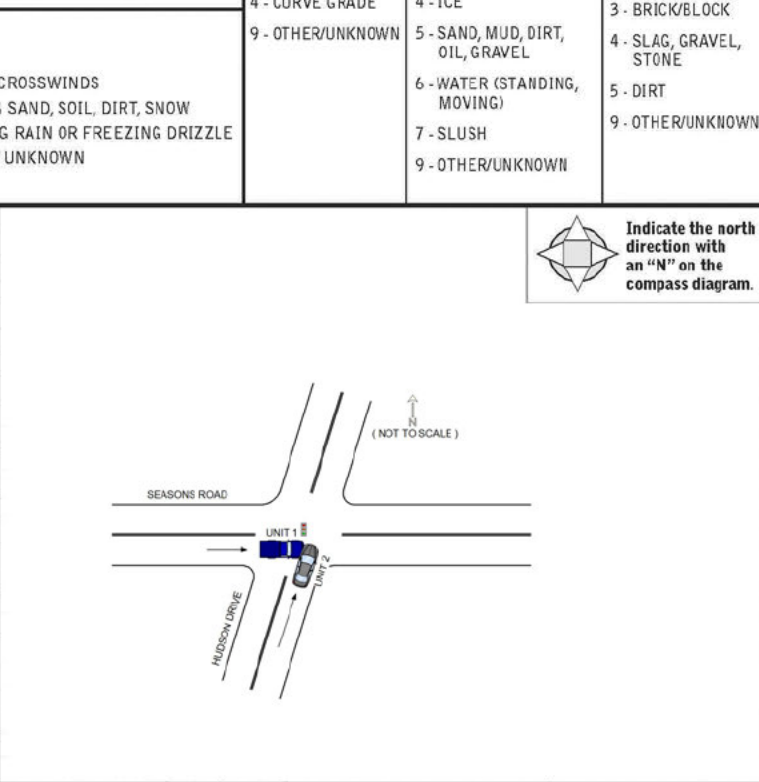 CROSSWINDS
SAND, SOIL, DIRT, SNOW
G RAIN OR FREEZING DRIZZLE
UNKNOWN
4 - CURVE GRADE
9 - OTHER/UNKNOWN
4 - ICE
5 - SAND, MUD, DIRT,
OIL, GRAVEL
6 - WATER (STANDING,
MOVING)
7 - SLUSH
9 - OTHER/UNKNOWN
3 - BRICK/BLOCK
4 - SLAG, GRAVEL,
STONE
5 - DIRT
9 - OTHER/UNKNOWN
Indicate the north
direction with
an “N” on the
compass diagram.
N
( NOT TO SCALE )
SEASONS ROAD
UNIT 1
UNIT 2
HUDSON DRIVE